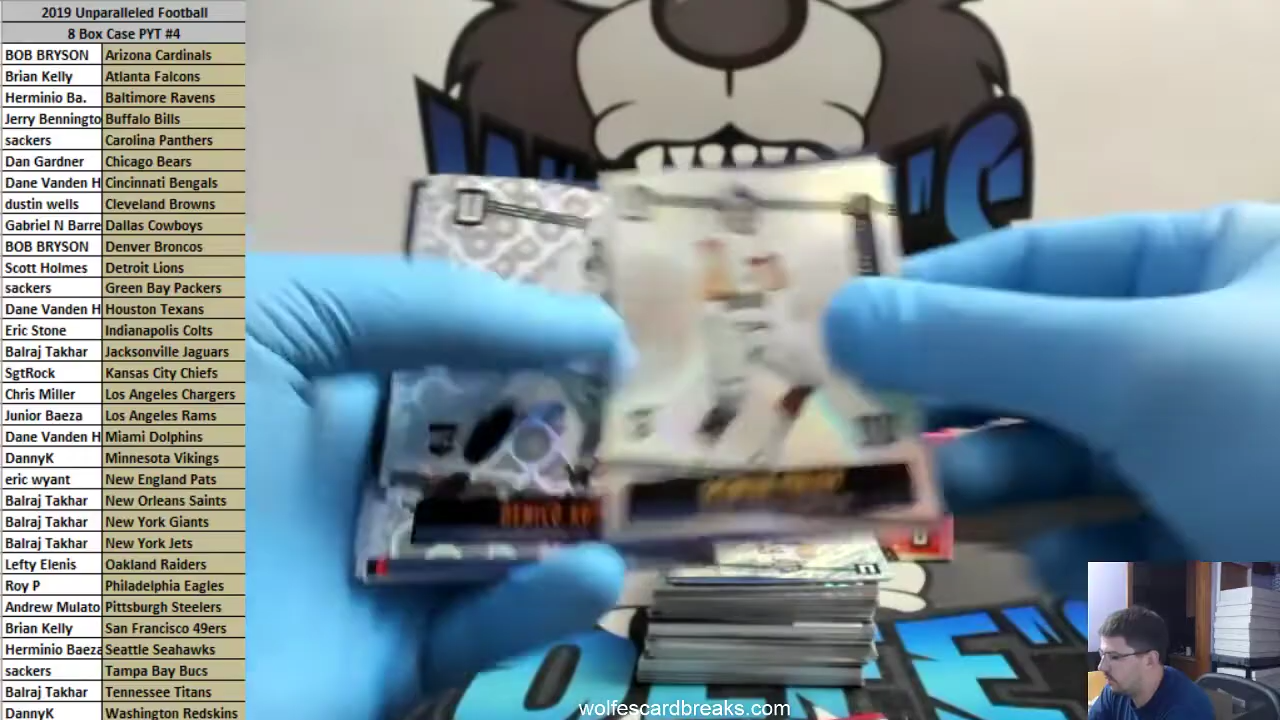 2019 Unparalleled Football
8 Box Case PYT #4
BOB BRYSON Arizona Cardinals
Brian Kelly Atlanta Falcons
Herminio Ba. Baltimore Ravens
Jerry Benningto Buffalo Bills
sackers Carolina Panthers
Dan Gardner Chicago Bears
Dane Vanden H Cincinnati Bengals
dustin wells Cleveland Browns
Gabriel N Barre Dallas Cowboys
BOB BRYSON Denver Broncos
Scott Holmes Detroit Lions
sackers Green Bay Packers
Dane Vanden H Houston Texans
Eric Stone Indianapolis Colts
Balraj Takhar Jacksonville Jaguars
SgtRock Kansas City Chiefs
Chris Miller Los Angeles Chargers
Junior Baeza Los Angeles Rams
Dane Vanden H Miami Dolphins
DannyK Minnesota Vikings
eric wyant New England Pats
Balraj Takhar New Orleans Saints
Balraj Takhar New York Giants
Balraj Takhar New York Jets
Lefty Elenis Oakland Raiders
Roy P Philadelphia Eagles
Andrew Mulato Pittsburgh Steelers
Brian Kelly San Francisco 49ers
Herminio Baeza Seattle Seahawks
sackers Tampa Bay Bucs
Balraj Takhar Tennessee Titans
DannyK Washington Redskins
wolfescardbreaks.com